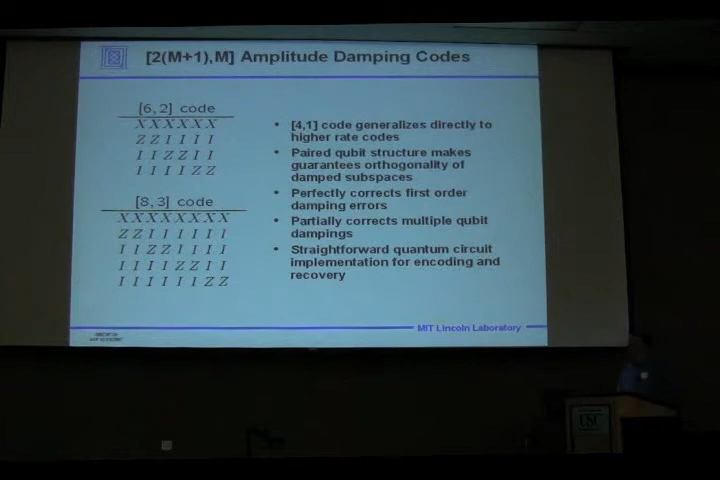 [2(M+1),M] Amplitude Damping Codes
[6,2] code
X X X X X X
Z Z I I I I
I I Z Z I I
I I I I Z Z
[8,3] code
X X X X X X X X
Z Z I I I I I I
I I Z Z I I I I
I I I I Z Z I I
I I I I I I Z Z
• [4,1] code generalizes directly to
higher rate codes
• Paired qubit structure makes
guarantees orthogonality of
damped subspaces
• Perfectly corrects first order
damping errors
• Partially corrects multiple qubit
dampings
• Straightforward quantum circuit
implementation for encoding and
recovery
MIT Lincoln Laboratory
USC